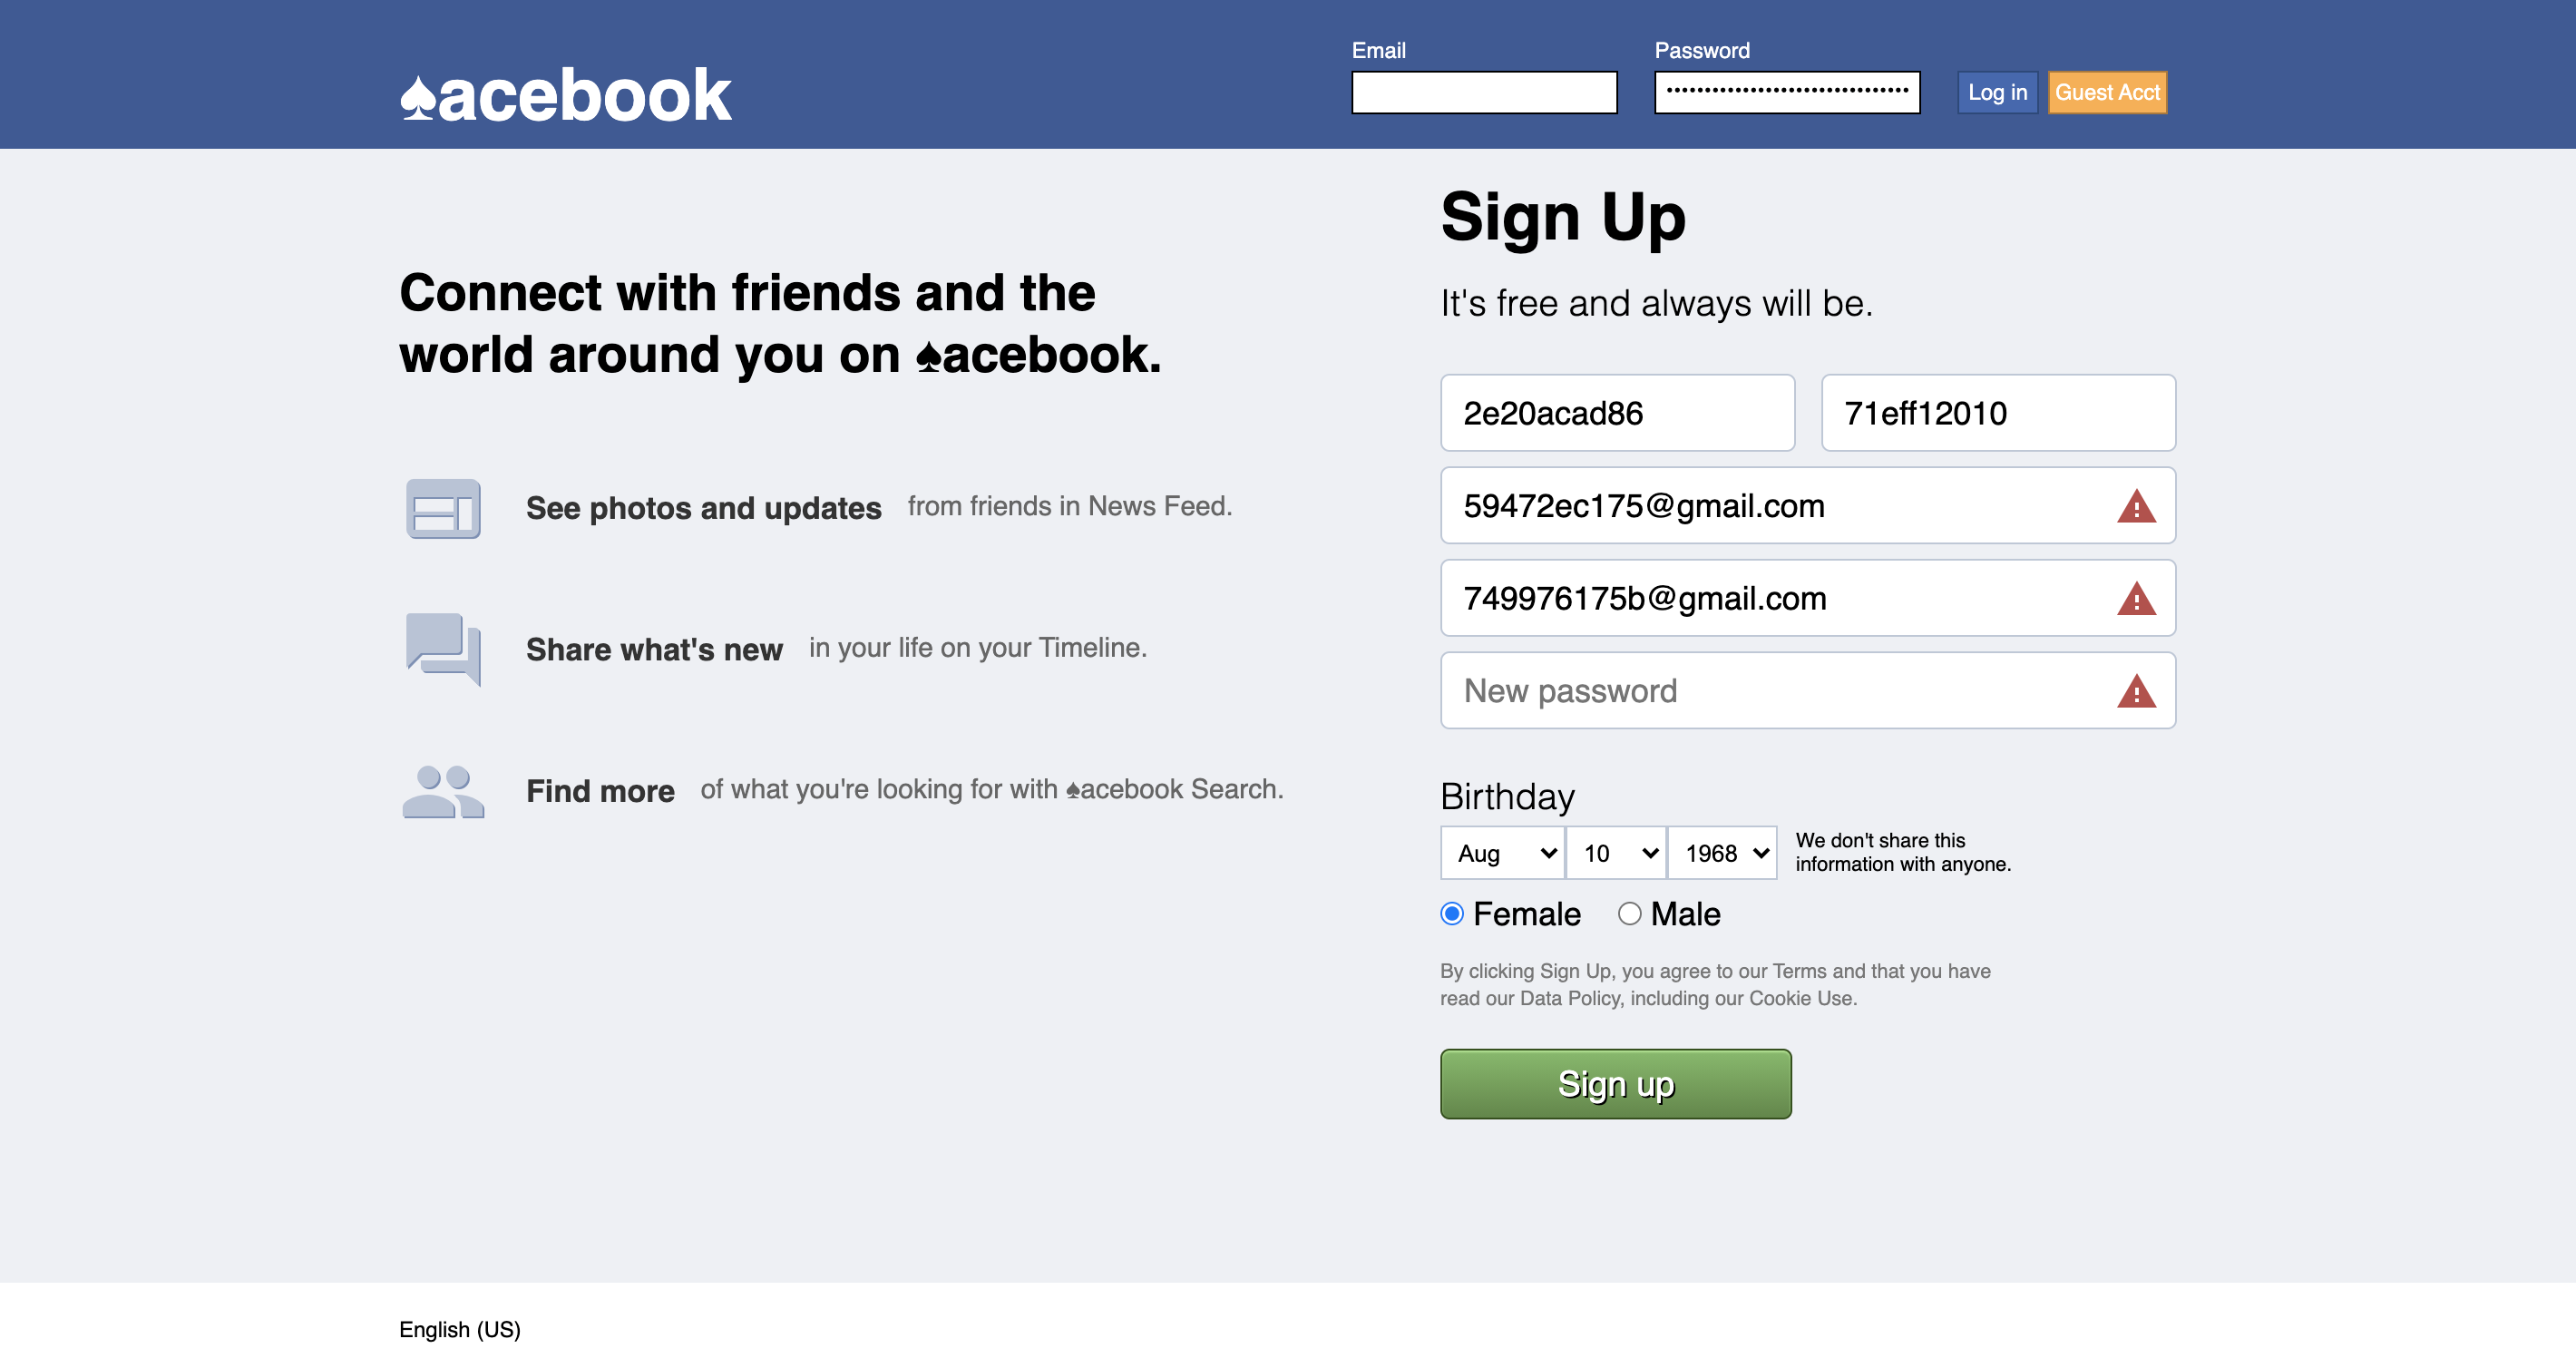 Email Password
♠acebook Log in Guest Acct
Sign Up
It's free and always will be.
Connect with friends and the
world around you on ♠acebook.
See photos and updates from friends in News Feed.
Share what's new in your life on your Timeline.
Find more of what you're looking for with ♠acebook Search.
2e20acad86 71eff12010
59472ec175@gmail.com
749976175b@gmail.com
New password
Birthday
Aug 10 1968
We don't share this
information with anyone.
Female Male
By clicking Sign Up, you agree to our Terms and that you have
read our Data Policy, including our Cookie Use.
Sign up
English (US)